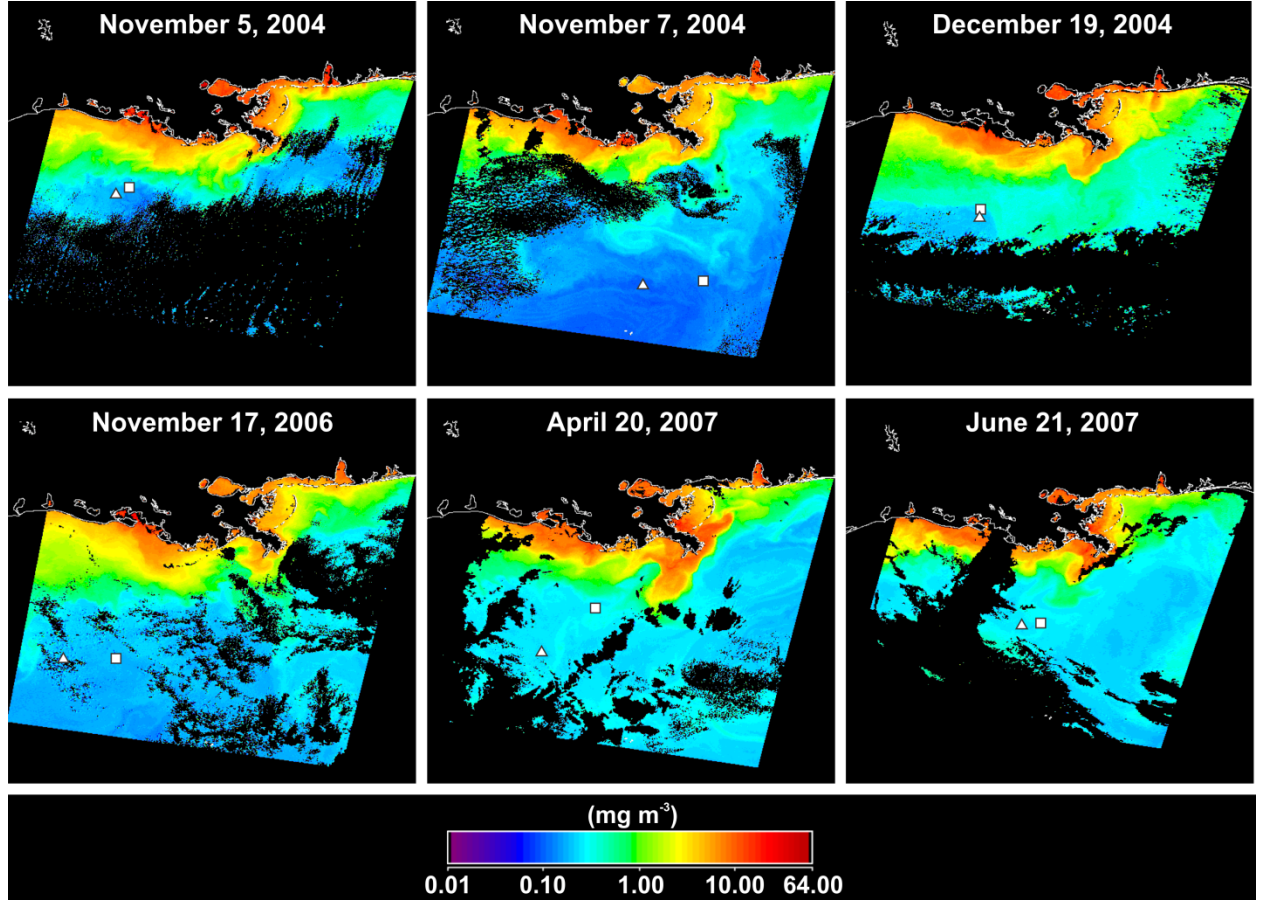 November 5, 2004
November 7, 2004
December 19, 2004
November 17, 2006
April 20, 2007
June 21, 2007
(mg m⁻³)
0.01 0.10 1.00 10.00 64.00